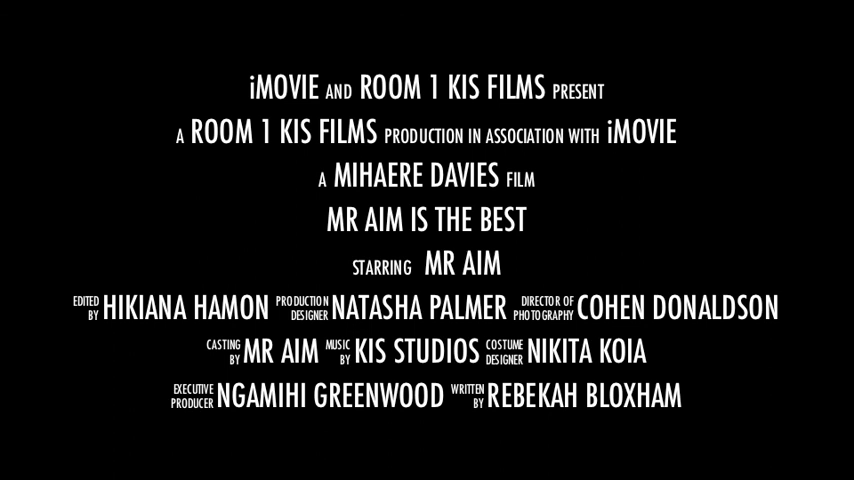 iMOVIE AND ROOM 1 KIS FILMS PRESENT
A ROOM 1 KIS FILMS PRODUCTION IN ASSOCIATION WITH iMOVIE
A MIHAERE DAVIES FILM
MR AIM IS THE BEST
STARRING MR AIM
EDITED BY HIKIANA HAMON PRODUCTION DESIGNER NATASHA PALMER DIRECTOR OF PHOTOGRAPHY COHEN DONALDSON
CASTING BY MR AIM MUSIC BY KIS STUDIOS COSTUME DESIGNER NIKITA KOIA
EXECUTIVE PRODUCER NGAMIHI GREENWOOD WRITTEN BY REBEKAH BLOXHAM